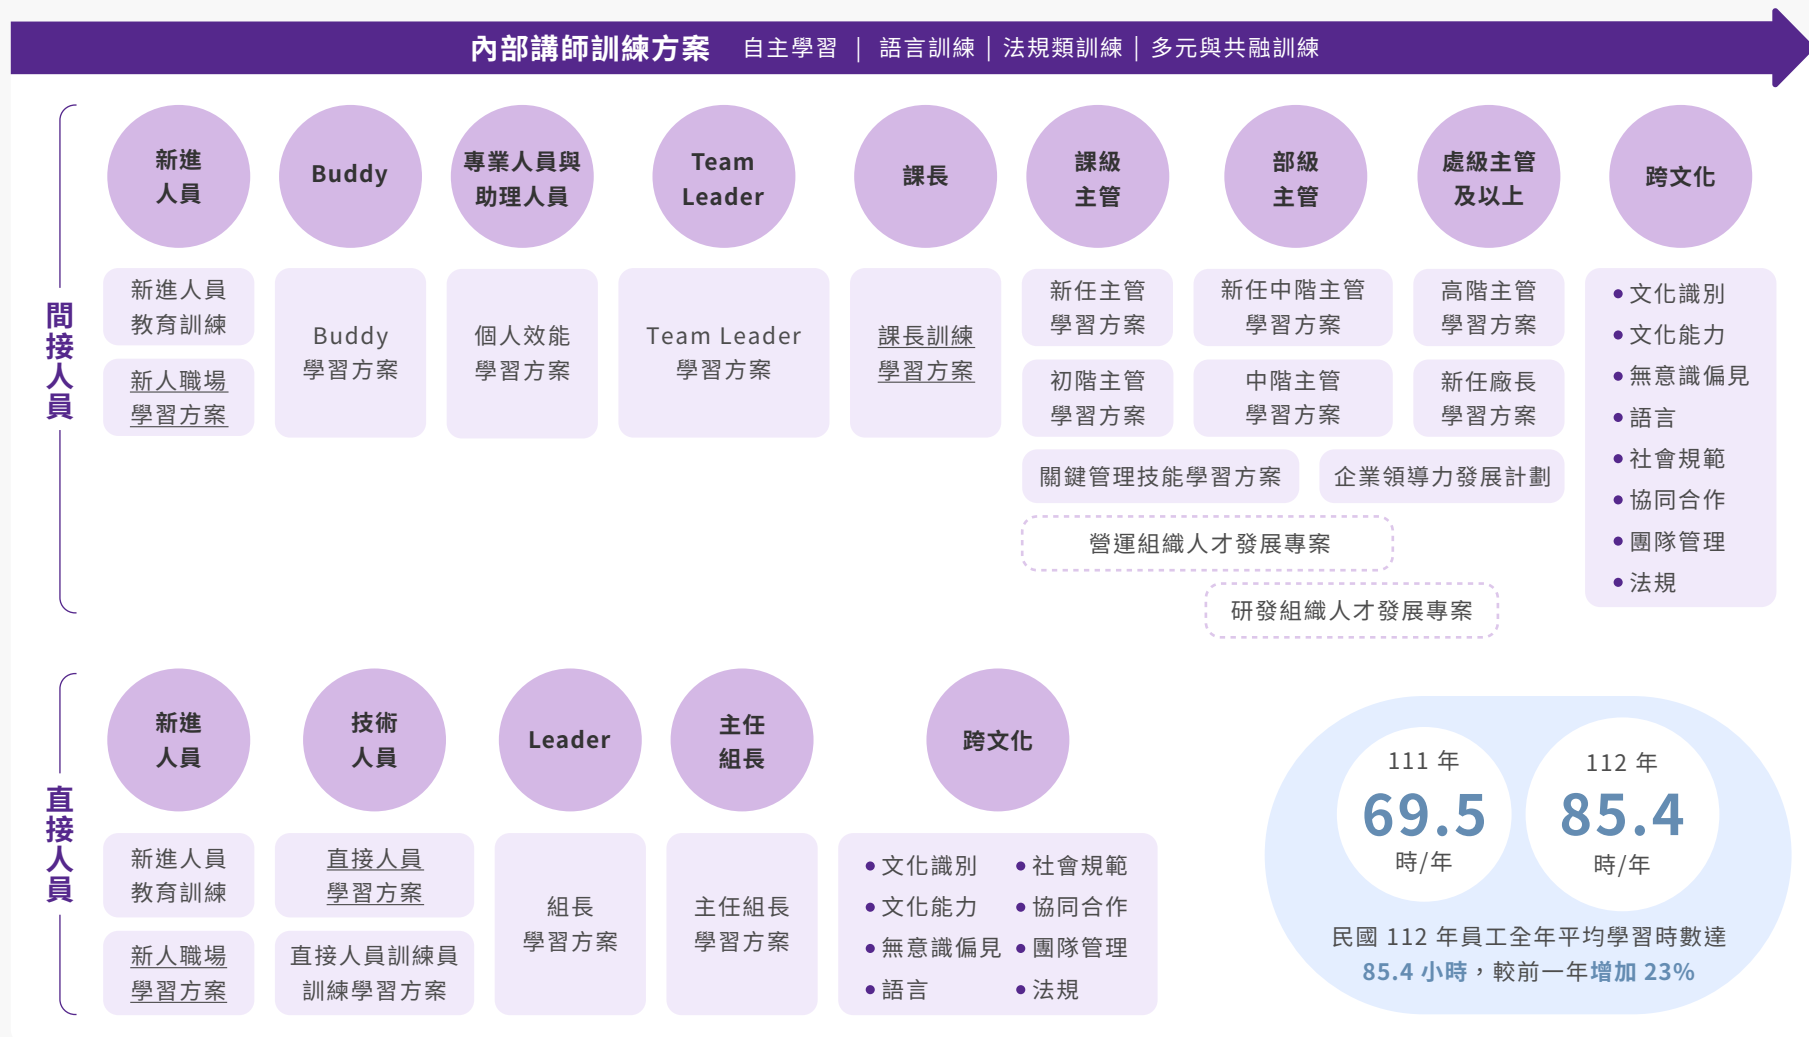 內部講師訓練方案 自主學習 | 語言訓練 | 法規類訓練 | 多元與共融訓練
間接人員
新進
人員
Buddy
專業人員與
助理人員
Team
Leader
課長
課級
主管
部級
主管
處級主管
及以上
跨文化
新進人員
教育訓練
新人職場
學習方案
Buddy
學習方案
個人效能
學習方案
Team Leader
學習方案
課長訓練
學習方案
新任主管
學習方案
初階主管
學習方案
新任中階主管
學習方案
中階主管
學習方案
高階主管
學習方案
新任廠長
學習方案
關鍵管理技能學習方案
企業領導力發展計劃
營運組織人才發展專案
研發組織人才發展專案
•文化識別
•文化能力
•無意識偏見
•語言
•社會規範
•協同合作
•團隊管理
•法規
直接人員
新進
人員
技術
人員
Leader
主任
組長
跨文化
新進人員
教育訓練
新人職場
學習方案
直接人員
學習方案
直接人員訓練員
訓練學習方案
組長
學習方案
主任組長
學習方案
•文化識別
•文化能力
•無意識偏見
•語言
•社會規範
•協同合作
•團隊管理
•法規
111 年
69.5
時/年
112 年
85.4
時/年
民國 112 年員工全年平均學習時數達
85.4 小時，較前一年增加 23%